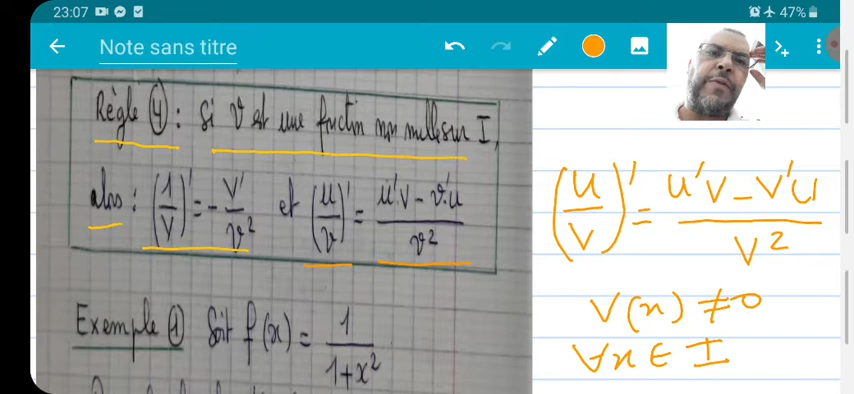 23:07
47%
Note sans titre
Règle ④ : Si v est une fonction non nulle sur I,
alors : (1/v)' = - v'/v² et (u/v)' = u'v - v'.u / v²
Exemple ① Soit f(x) = 1 / 1+x²
(u/v)' = u'v - v'u / v²
v(x) ≠ 0
∀x ∈ I